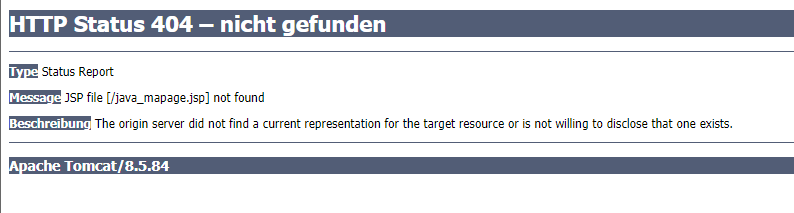 HTTP Status 404 – nicht gefunden
Type Status Report
Message JSP file [/java_mapage.jsp] not found
Beschreibung The origin server did not find a current representation for the target resource or is not willing to disclose that one exists.
Apache Tomcat/8.5.84